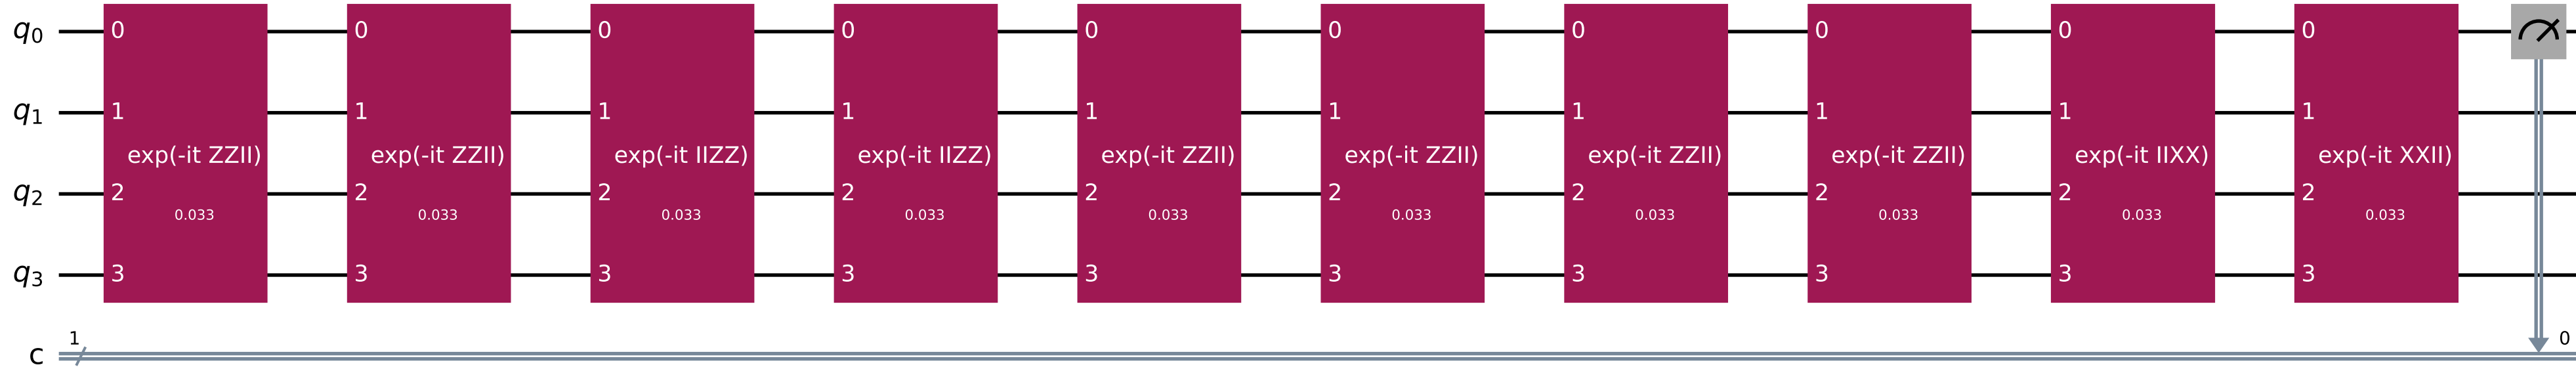 q0 0 0 0 0 0 0 0 0 0 0
q1 1 1 1 1 1 1 1 1 1 1
exp(-it ZZII) exp(-it ZZII) exp(-it IIZZ) exp(-it IIZZ) exp(-it ZZII) exp(-it ZZII) exp(-it ZZII) exp(-it ZZII) exp(-it IIXX) exp(-it XXII)
q2 2 2 2 2 2 2 2 2 2 2
0.033 0.033 0.033 0.033 0.033 0.033 0.033 0.033 0.033 0.033
q3 3 3 3 3 3 3 3 3 3 3
1 0
c